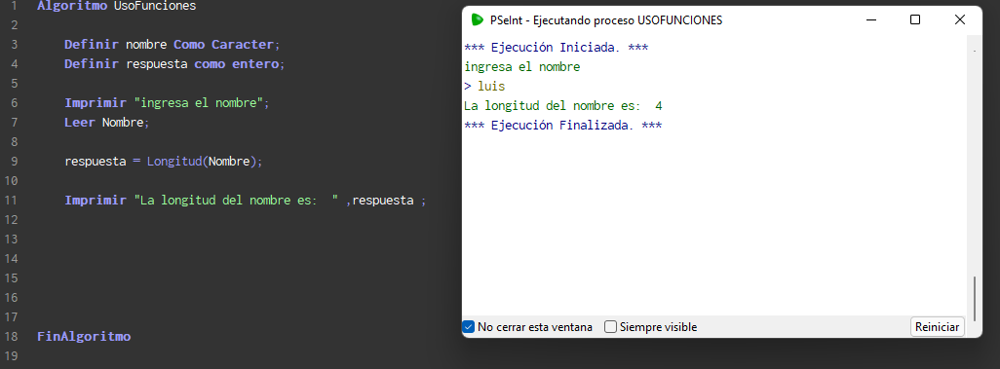 1 Algoritmo UsoFunciones
2
3 Definir nombre Como Caracter;
4 Definir respuesta como entero;
5
6 Imprimir "ingresa el nombre";
7 Leer Nombre;
8
9 respuesta = Longitud(Nombre);
10
11 Imprimir "La longitud del nombre es:  " ,respuesta ;
12
13
14
15
16
17
18 FinAlgoritmo
19
PSeInt - Ejecutando proceso USOFUNCIONES
*** Ejecución Iniciada. ***
ingresa el nombre
> luis
La longitud del nombre es:  4
*** Ejecución Finalizada. ***
No cerrar esta ventana Siempre visible Reiniciar